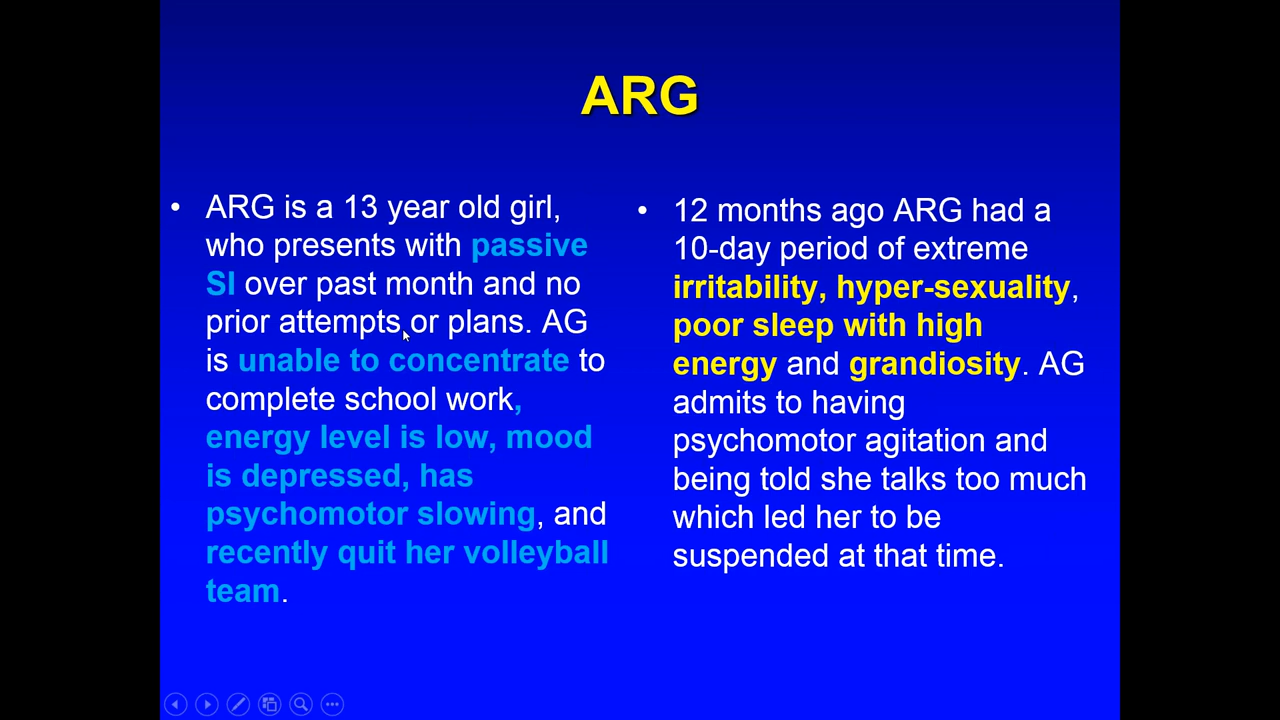 ARG
• ARG is a 13 year old girl,
who presents with passive
SI over past month and no
prior attempts or plans. AG
is unable to concentrate to
complete school work,
energy level is low, mood
is depressed, has
psychomotor slowing, and
recently quit her volleyball
team.
• 12 months ago ARG had a
10-day period of extreme
irritability, hyper-sexuality,
poor sleep with high
energy and grandiosity. AG
admits to having
psychomotor agitation and
being told she talks too much
which led her to be
suspended at that time.